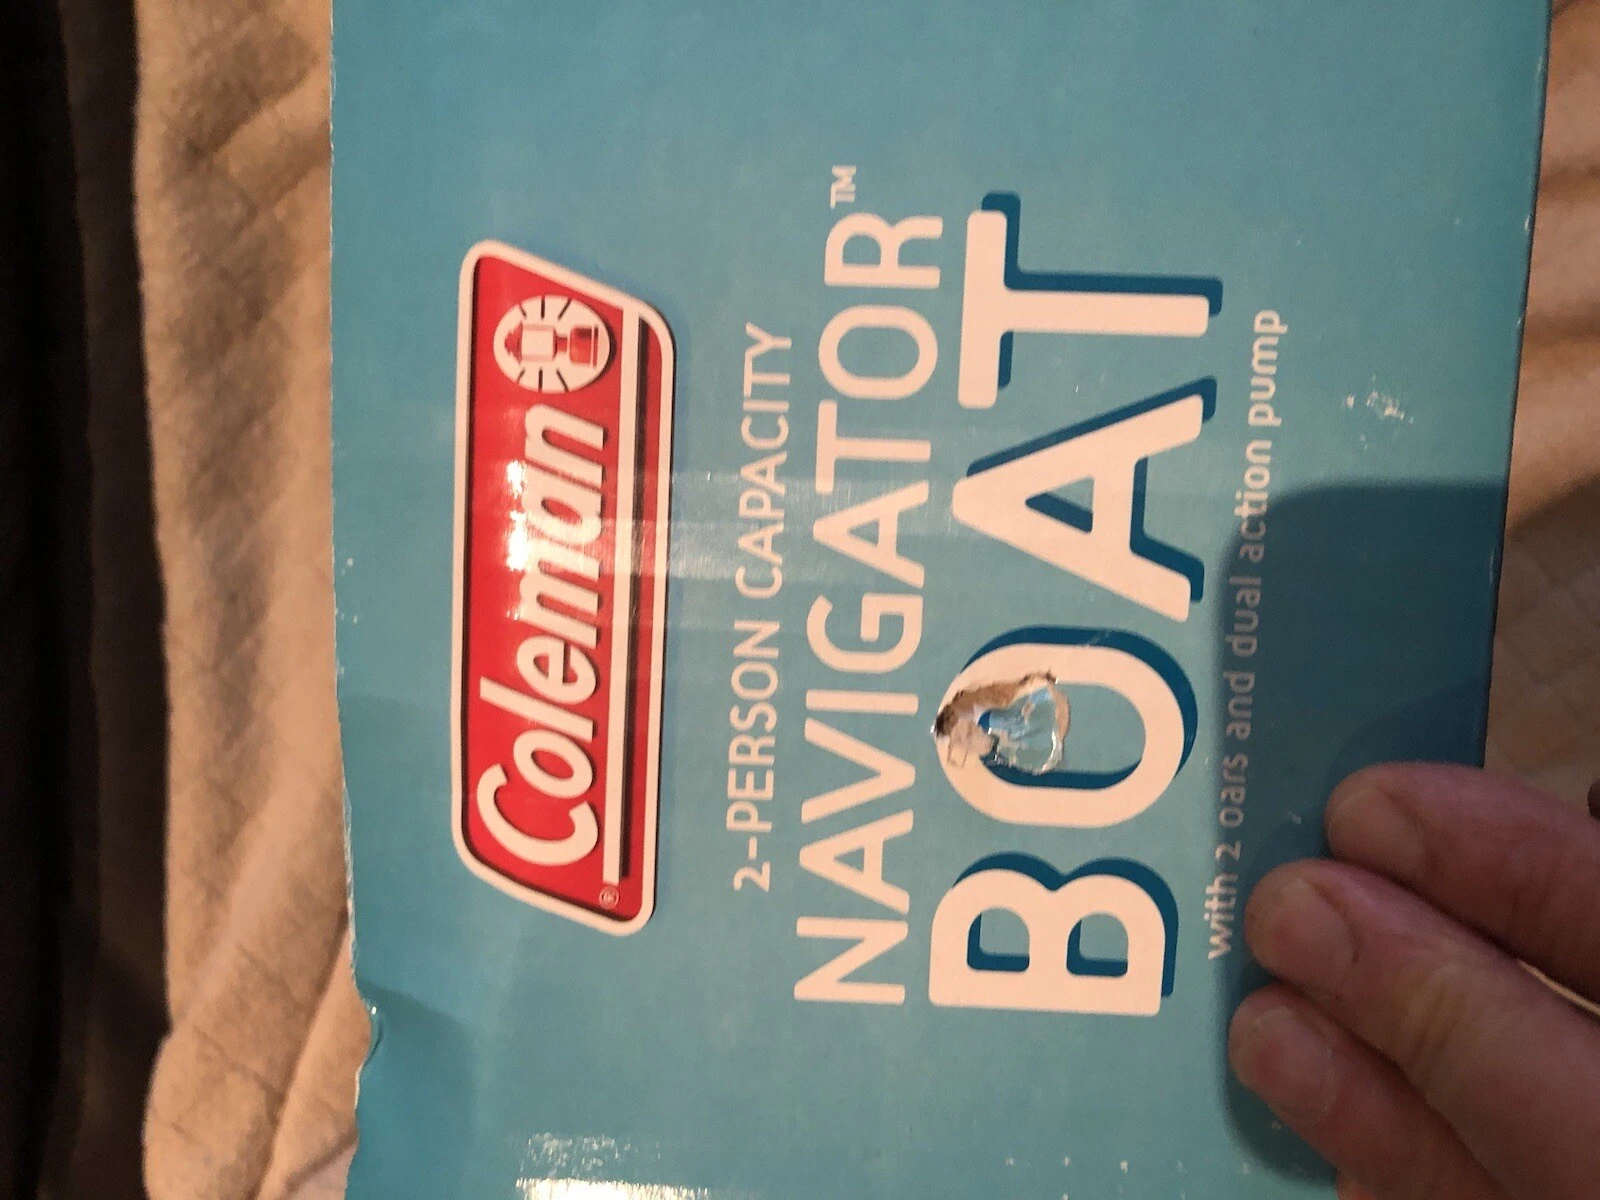 Coleman®
2-PERSON CAPACITY
NAVIGATOR™
BOAT
with 2 oars and dual action pump